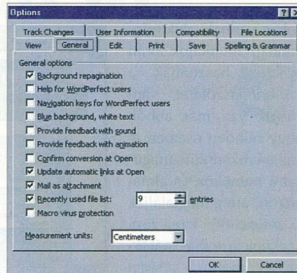 Options
Track Changes User Information Compatibility File Locations
View General Edit Print Save Spelling & Grammar
General options
Background repagination
Help for WordPerfect users
Navigation keys for WordPerfect users
Blue background, white text
Provide feedback with sound
Provide feedback with animation
Confirm conversion at Open
Update automatic links at Open
Mail as attachment
Recently used file list: 9 entries
Macro virus protection
Measurement units: Centimeters
OK Cancel